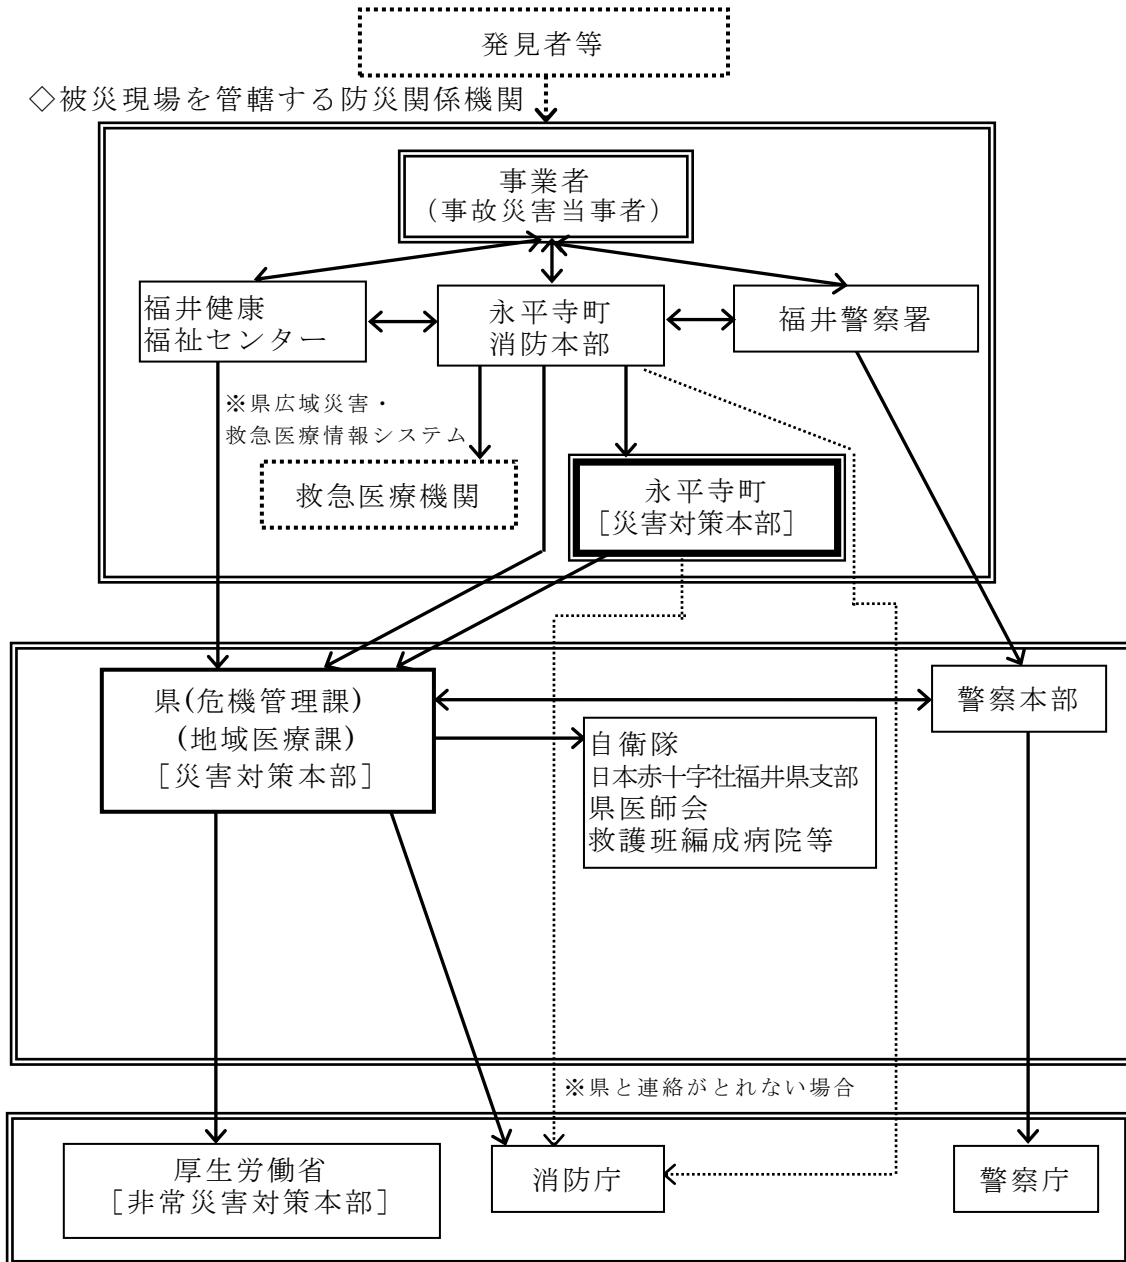 発見者等
◇被災現場を管轄する防災関係機関
事業者
（事故災害当事者）
福井健康
福祉センター
永平寺町
消防本部
福井警察署
※県広域災害・
救急医療情報システム
救急医療機関
永平寺町
［災害対策本部］
県(危機管理課)
(地域医療課)
［災害対策本部］
警察本部
自衛隊
日本赤十字社福井県支部
県医師会
救護班編成病院等
※県と連絡がとれない場合
厚生労働省
［非常災害対策本部］
消防庁
警察庁